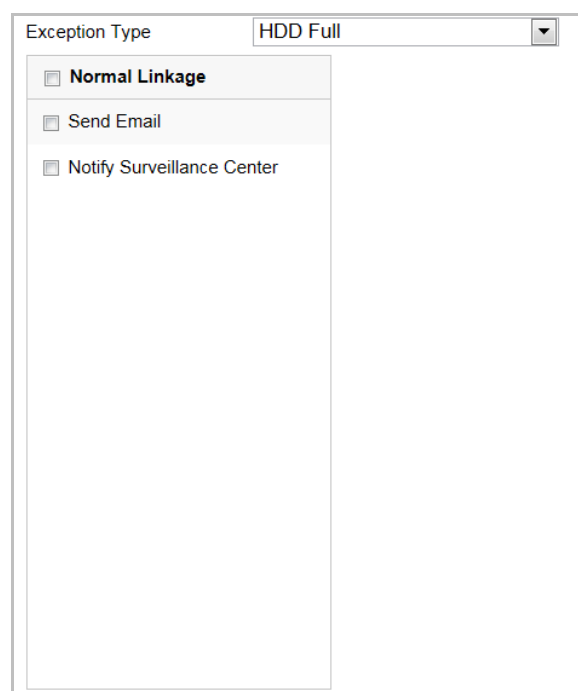 Exception Type HDD Full
Normal Linkage
Send Email
Notify Surveillance Center